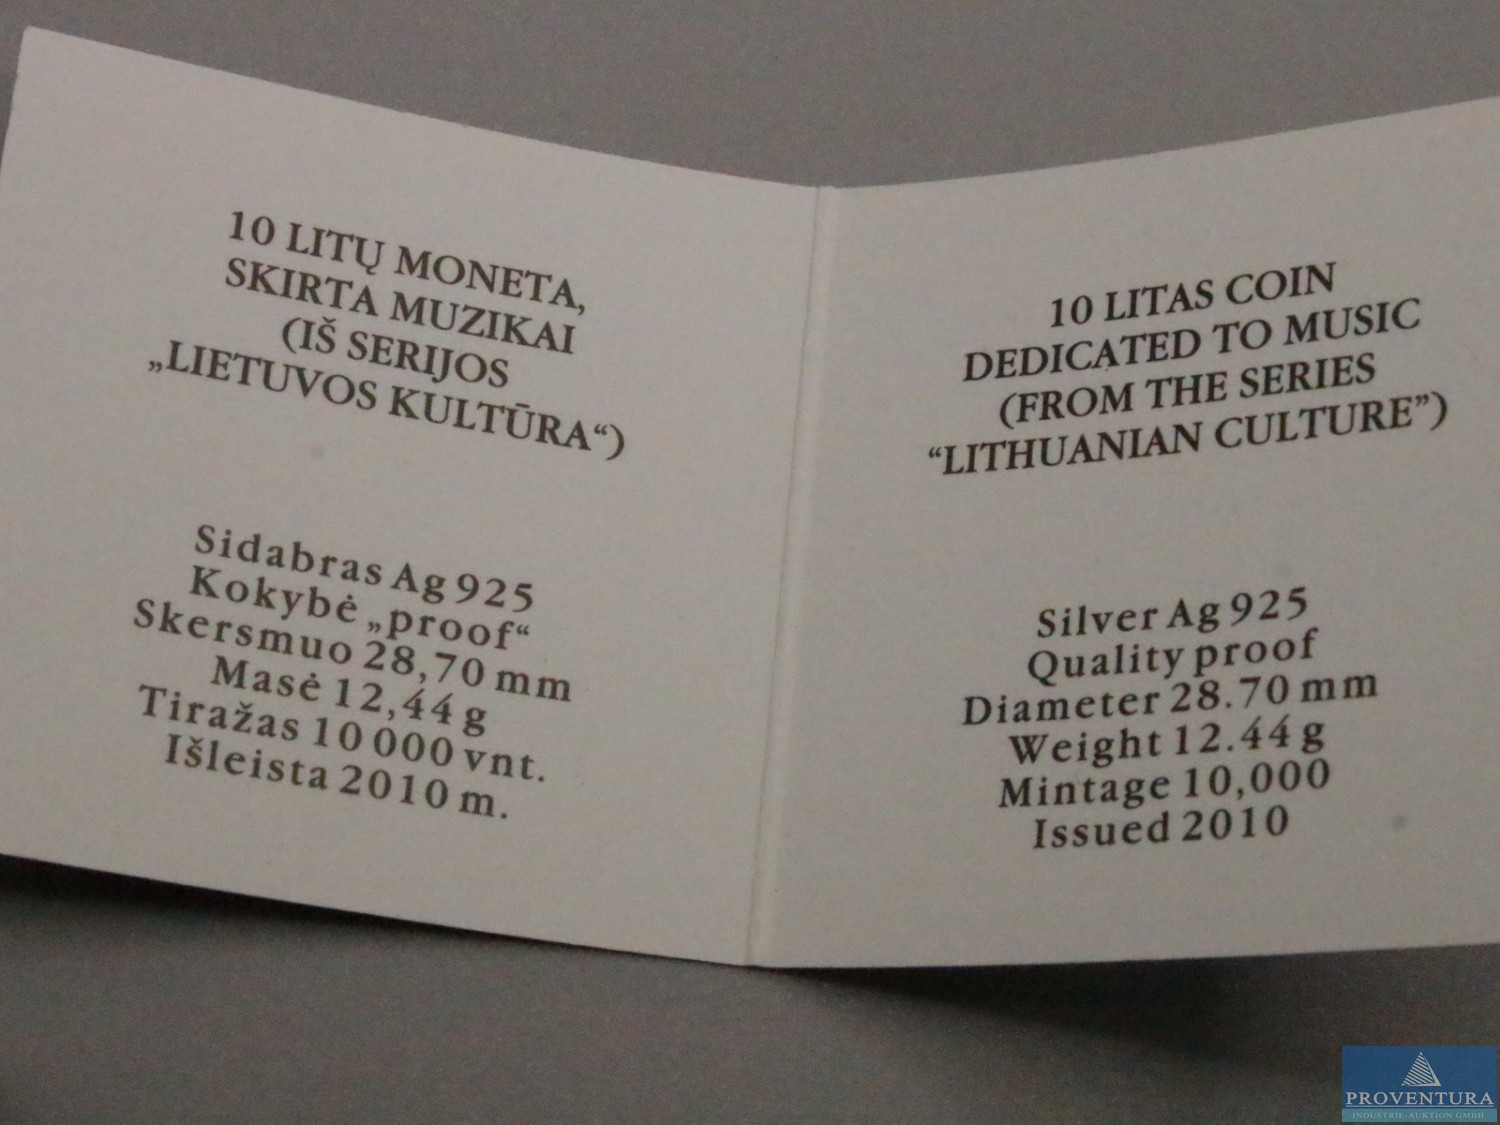 10 LITŲ MONETA,
SKIRTA MUZIKAI
(IŠ SERIJOS
„LIETUVOS KULTŪRA“)
Sidabras Ag 925
Kokybė „proof“
Skersmuo 28,70 mm
Masė 12,44 g
Tiražas 10 000 vnt.
Išleista 2010 m.
10 LITAS COIN
DEDICATED TO MUSIC
(FROM THE SERIES
“LITHUANIAN CULTURE”)
Silver Ag 925
Quality proof
Diameter 28.70 mm
Weight 12.44 g
Mintage 10,000
Issued 2010
PROVENTURA
INDUSTRIE-AUKTION GMBH